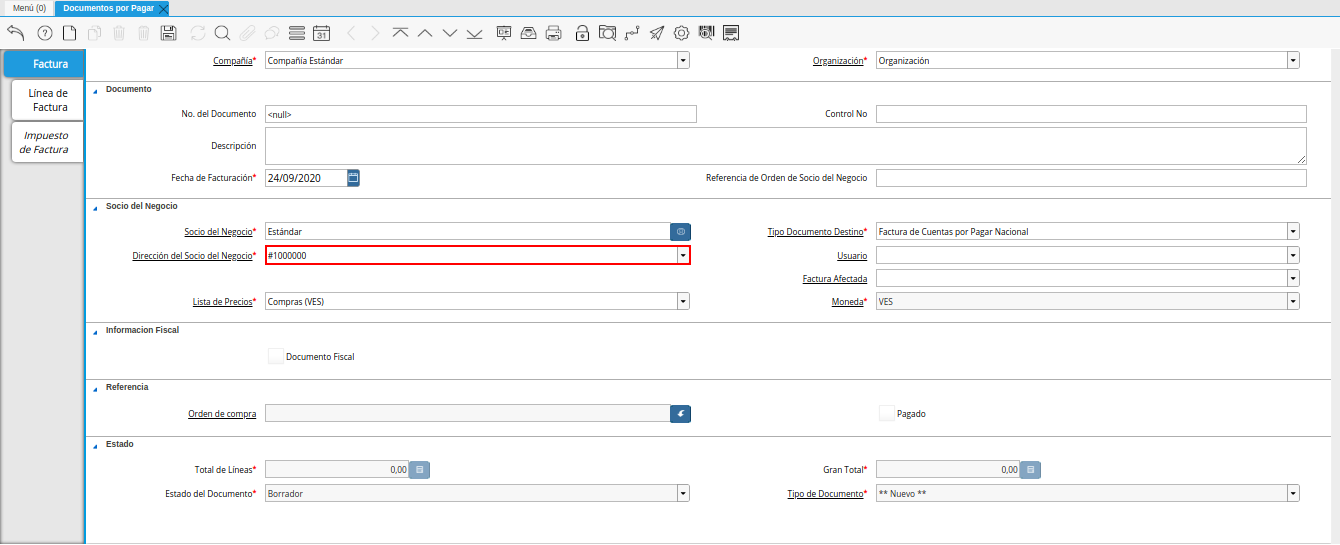 Menú (0)
Documentos por Pagar
31
Factura
Línea de
Factura
Impuesto
de Factura
Compañía* Compañía Estándar
Organización* Organización
Documento
No. del Documento <null>
Control No
Descripción
Fecha de Facturación* 24/09/2020
Referencia de Orden de Socio del Negocio
Socio del Negocio
Socio del Negocio* Estándar
Tipo Documento Destino* Factura de Cuentas por Pagar Nacional
Dirección del Socio del Negocio* #1000000
Usuario
Factura Afectada
Lista de Precios* Compras (VES)
Moneda* VES
Informacion Fiscal
Documento Fiscal
Referencia
Orden de compra
Pagado
Estado
Total de Líneas* 0,00
Gran Total* 0,00
Estado del Documento* Borrador
Tipo de Documento* ** Nuevo **